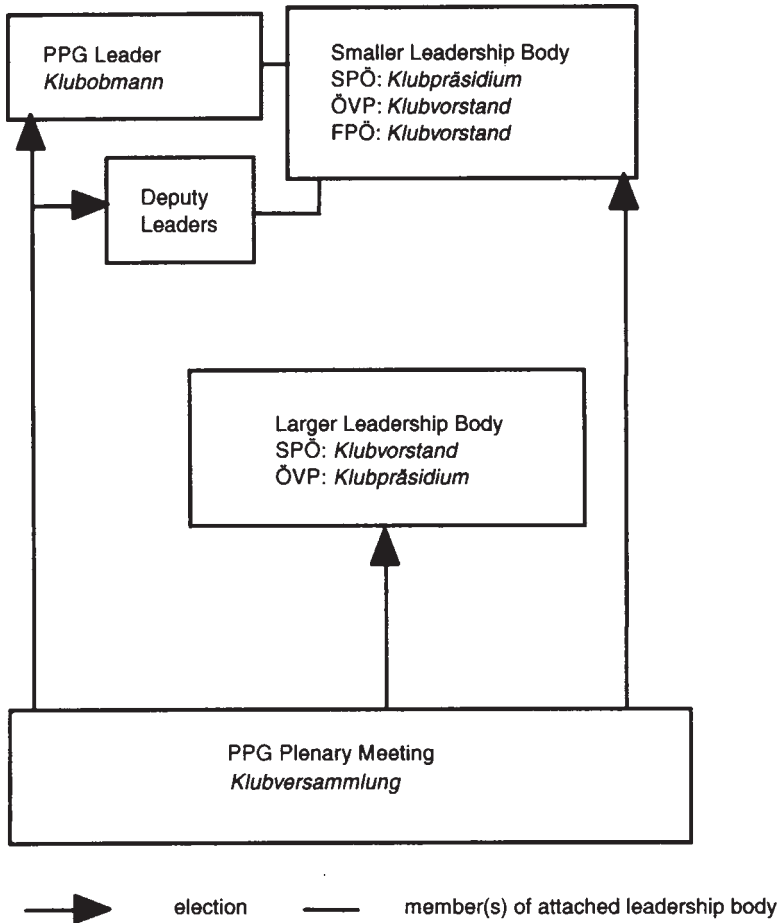 PPG Leader
Klubobmann
Smaller Leadership Body
SPÖ: Klubpräsidium
ÖVP: Klubvorstand
FPÖ: Klubvorstand
Deputy
Leaders
Larger Leadership Body
SPÖ: Klubvorstand
ÖVP: Klubpräsidium
PPG Plenary Meeting
Klubversammlung
election
member(s) of attached leadership body